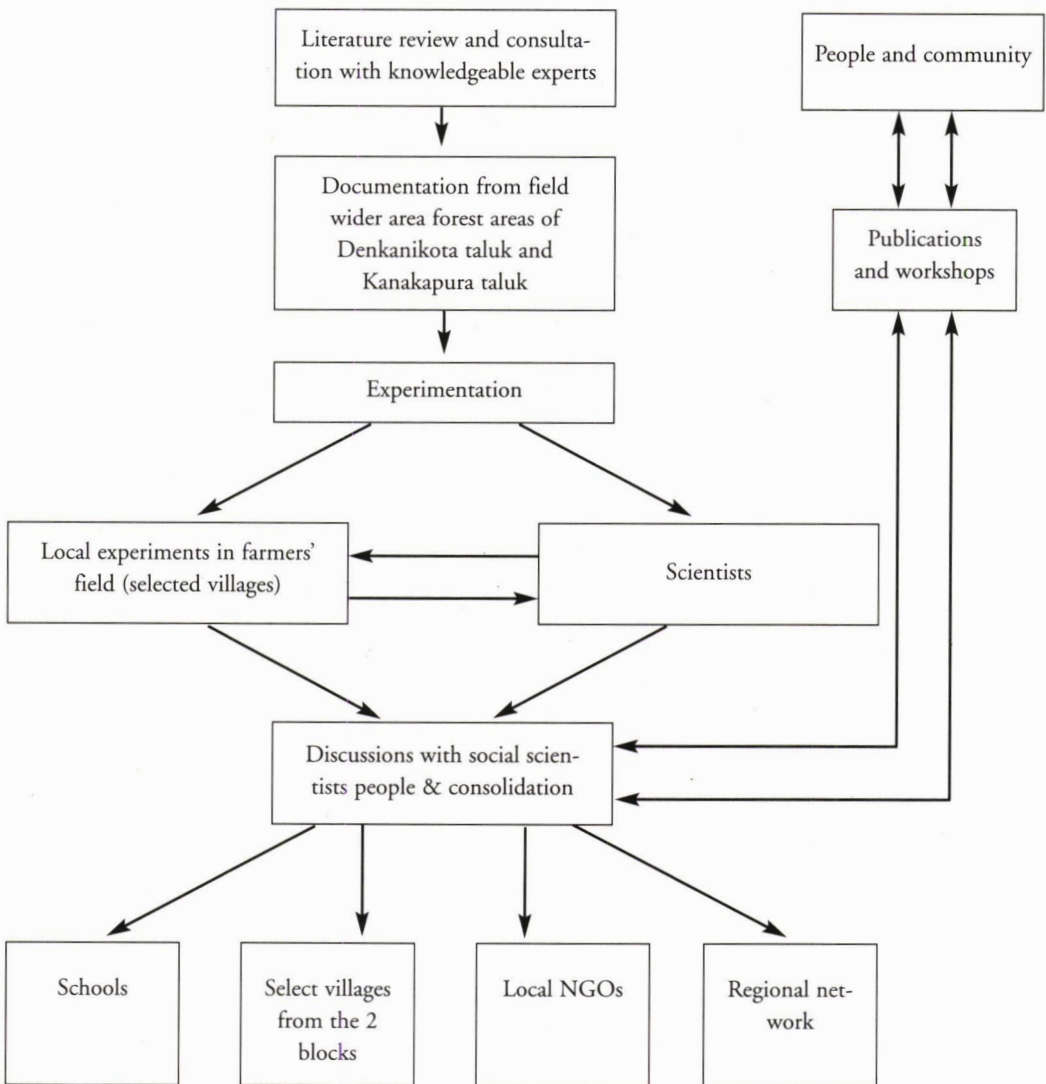 Literature review and consulta-
tion with knowledgeable experts
People and community
Documentation from field
wider area forest areas of
Denkanikota taluk and
Kanakapura taluk
Publications
and workshops
Experimentation
Local experiments in farmers'
field (selected villages)
Scientists
Discussions with social scien-
tists people & consolidation
Schools
Select villages
from the 2
blocks
Local NGOs
Regional net-
work